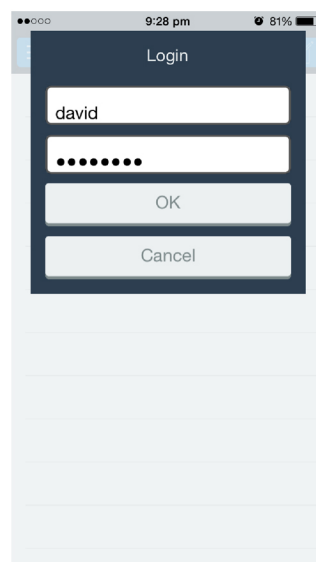 9:28 pm
81%
Login
david
••••••••
OK
Cancel